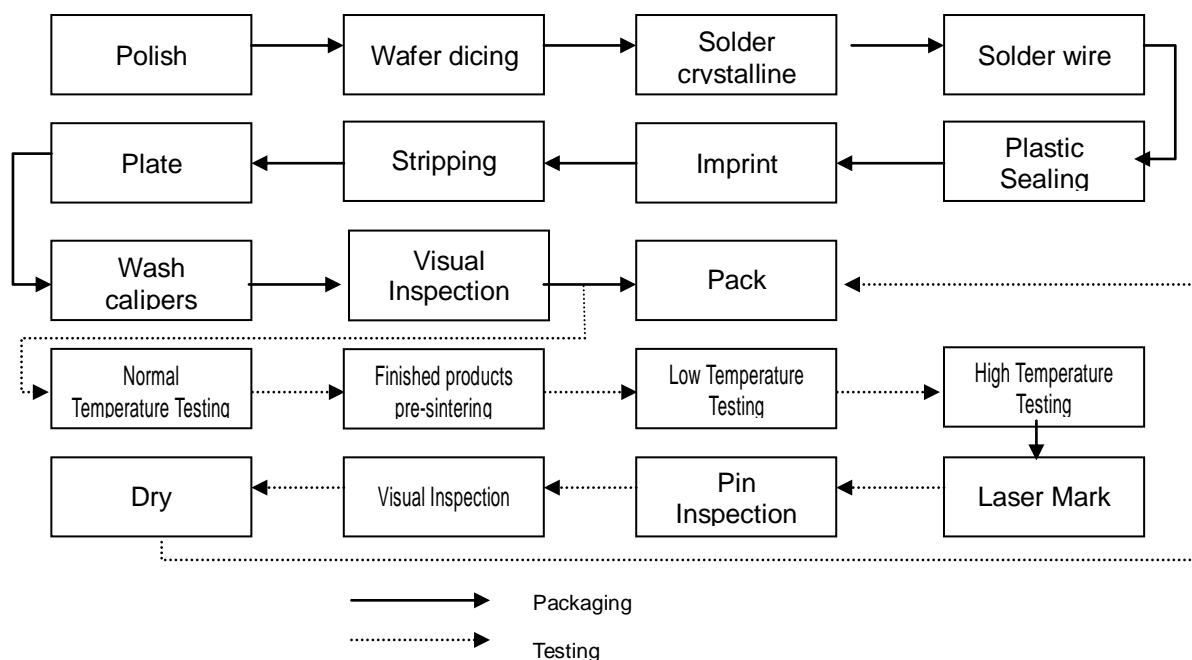 Polish
Wafer dicing
Solder
crystalline
Solder wire
Plate
Stripping
Imprint
Plastic
Sealing
Wash
calipers
Visual
Inspection
Pack
Normal
Temperature Testing
Finished products
pre-sintering
Low Temperature
Testing
High Temperature
Testing
Dry
Visual Inspection
Pin
Inspection
Laser Mark
Packaging
Testing